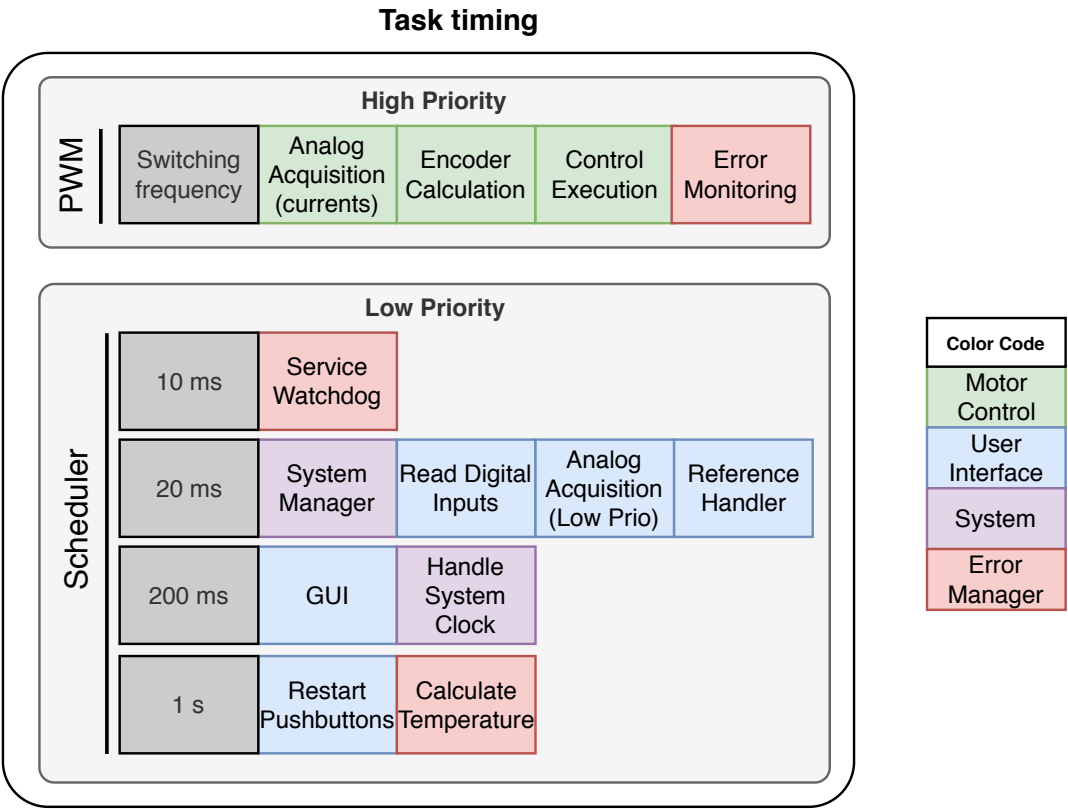 Task timing
High Priority
PWM
Switching
frequency
Analog
Acquisition
(currents)
Encoder
Calculation
Control
Execution
Error
Monitoring
Low Priority
Scheduler
10 ms
Service
Watchdog
20 ms
System
Manager
Read Digital
Inputs
Analog
Acquisition
(Low Prio)
Reference
Handler
200 ms
GUI
Handle
System
Clock
1 s
Restart
Pushbuttons
Calculate
Temperature
Color Code
Motor
Control
User
Interface
System
Error
Manager